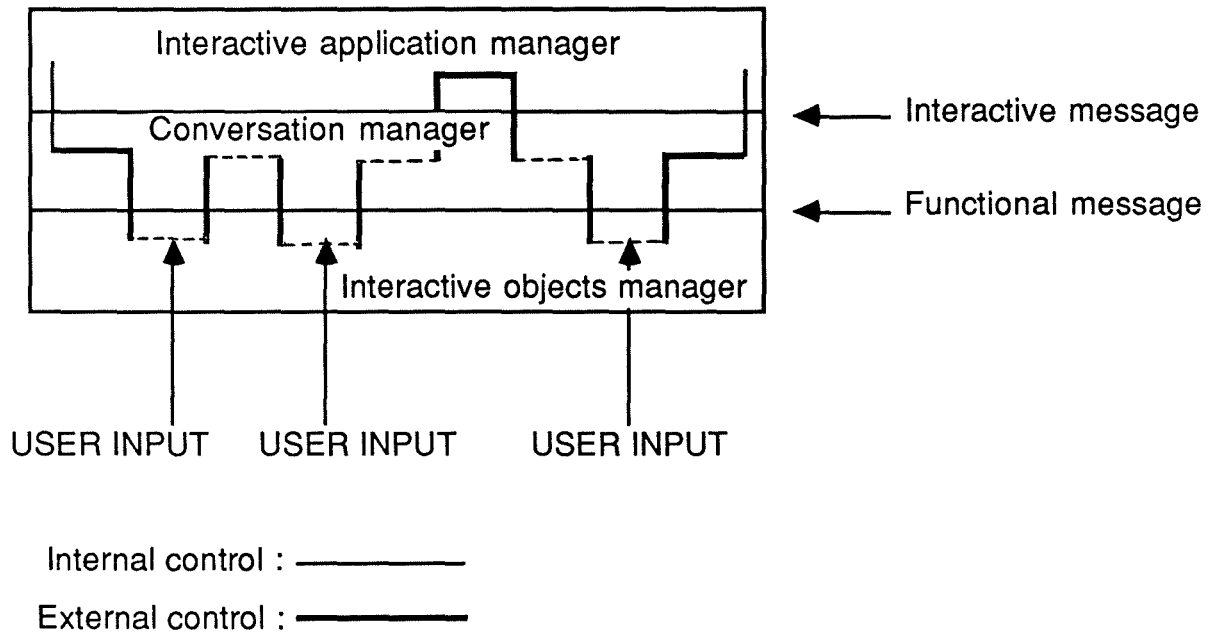 Interactive application manager
Interactive message
Conversation manager
Functional message
Interactive objects manager
USER INPUT USER INPUT USER INPUT
Internal control :
External control :